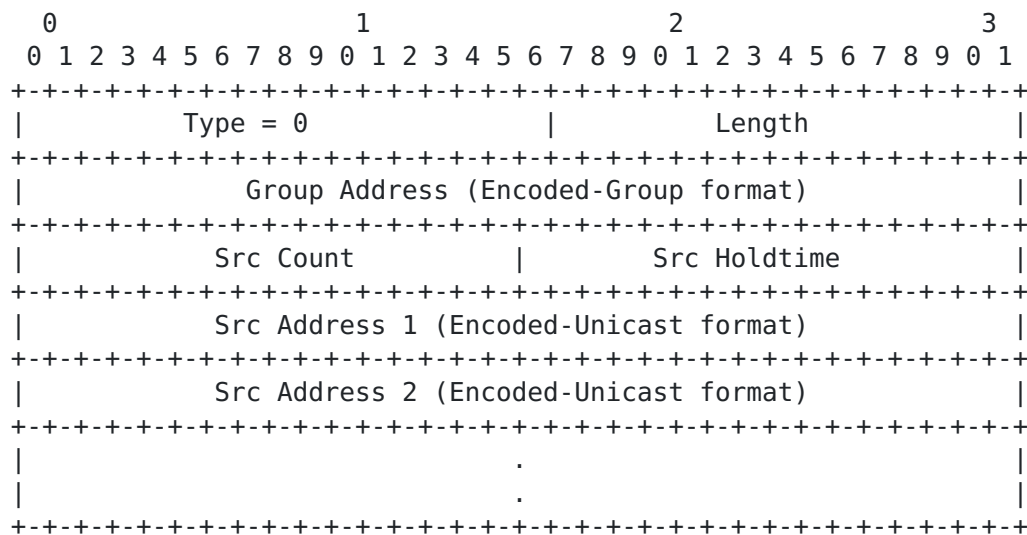 0                   1                   2                   3
 0 1 2 3 4 5 6 7 8 9 0 1 2 3 4 5 6 7 8 9 0 1 2 3 4 5 6 7 8 9 0 1
+-+-+-+-+-+-+-+-+-+-+-+-+-+-+-+-+-+-+-+-+-+-+-+-+-+-+-+-+-+-+-+-+
|          Type = 0               |          Length             |
+-+-+-+-+-+-+-+-+-+-+-+-+-+-+-+-+-+-+-+-+-+-+-+-+-+-+-+-+-+-+-+-+
|              Group Address (Encoded-Group format)             |
+-+-+-+-+-+-+-+-+-+-+-+-+-+-+-+-+-+-+-+-+-+-+-+-+-+-+-+-+-+-+-+-+
|            Src Count          |        Src Holdtime           |
+-+-+-+-+-+-+-+-+-+-+-+-+-+-+-+-+-+-+-+-+-+-+-+-+-+-+-+-+-+-+-+-+
|            Src Address 1 (Encoded-Unicast format)             |
+-+-+-+-+-+-+-+-+-+-+-+-+-+-+-+-+-+-+-+-+-+-+-+-+-+-+-+-+-+-+-+-+
|            Src Address 2 (Encoded-Unicast format)             |
+-+-+-+-+-+-+-+-+-+-+-+-+-+-+-+-+-+-+-+-+-+-+-+-+-+-+-+-+-+-+-+-+
|                               .                               |
|                               .                               |
+-+-+-+-+-+-+-+-+-+-+-+-+-+-+-+-+-+-+-+-+-+-+-+-+-+-+-+-+-+-+-+-+